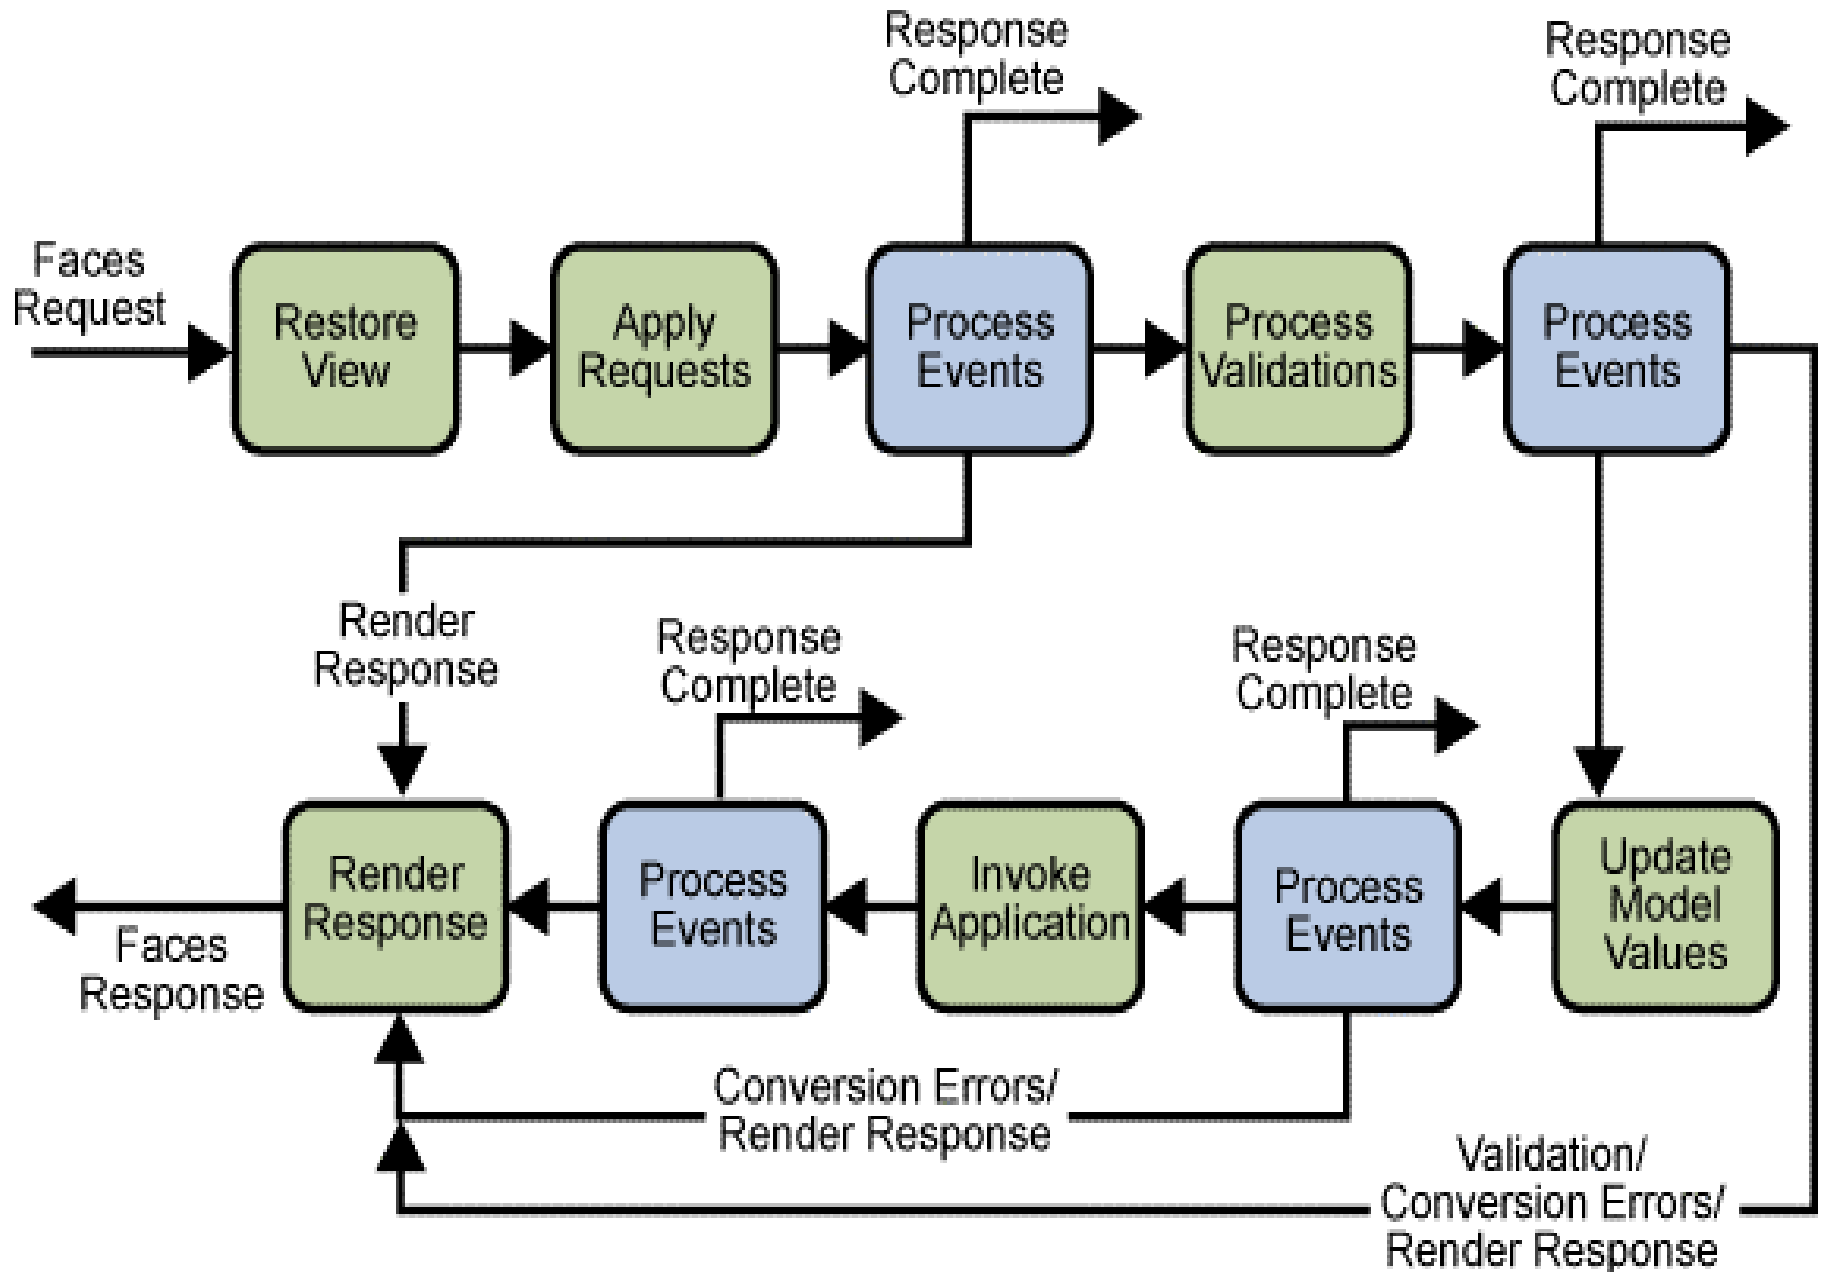 Response
Complete
Response
Complete
Faces
Request
Restore
View
Apply
Requests
Process
Events
Process
Validations
Process
Events
Render
Response
Response
Complete
Response
Complete
Render
Response
Process
Events
Invoke
Application
Process
Events
Update
Model
Values
Faces
Response
Conversion Errors/
Render Response
Validation/
Conversion Errors/
Render Response